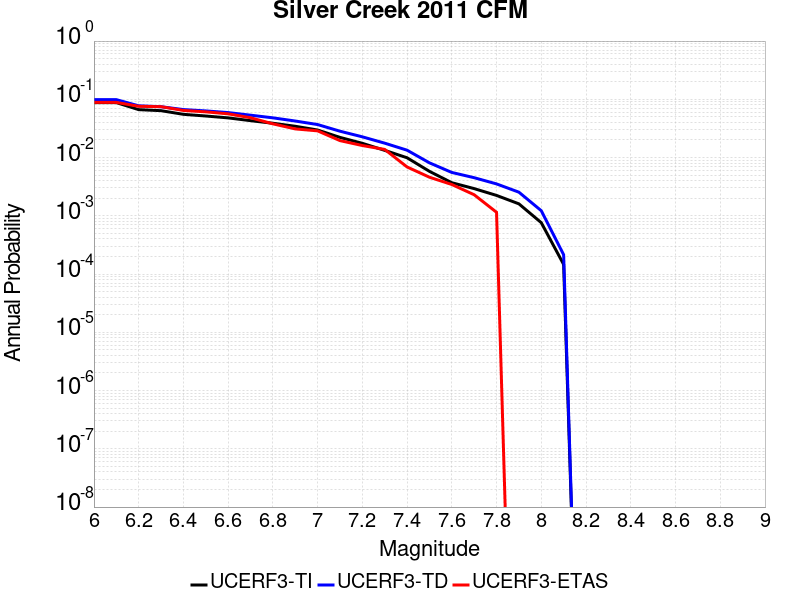 Silver Creek 2011 CFM
Annual Probability
10^0
10^-1
10^-2
10^-3
10^-4
10^-5
10^-6
10^-7
10^-8
6 6.2 6.4 6.6 6.8 7 7.2 7.4 7.6 7.8 8 8.2 8.4 8.6 8.8 9
Magnitude
UCERF3-TI UCERF3-TD UCERF3-ETAS